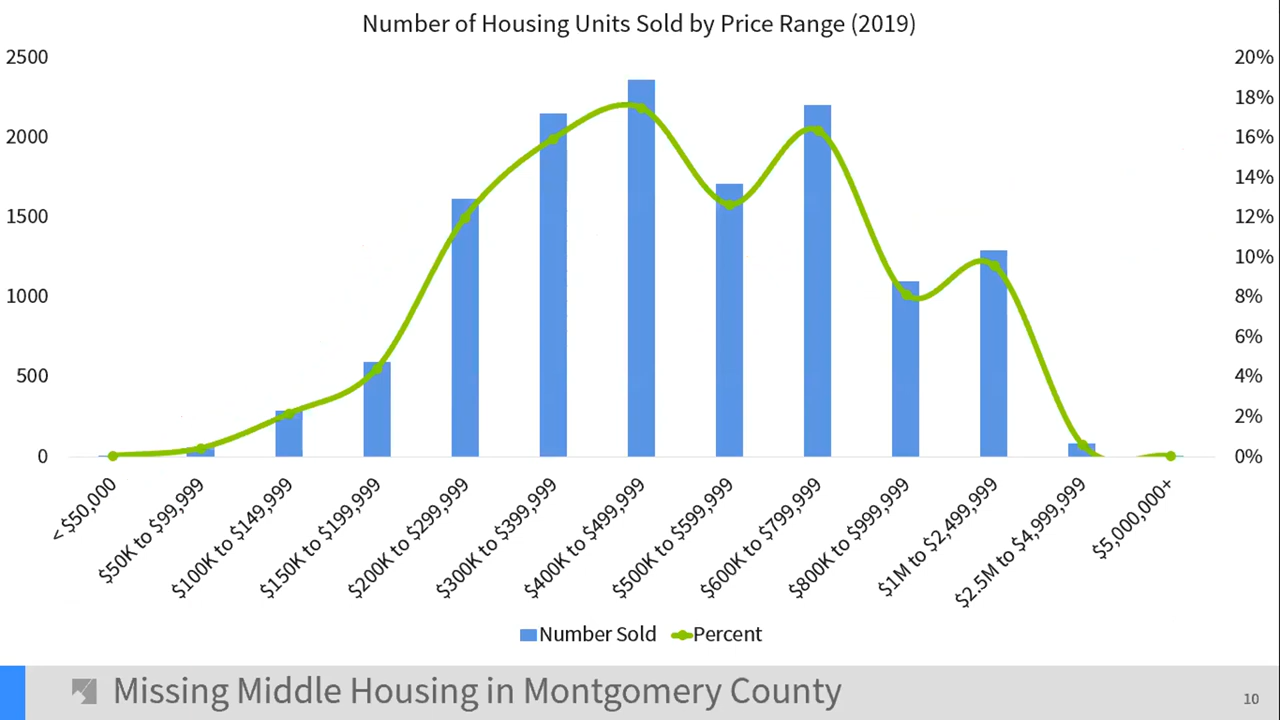 Number of Housing Units Sold by Price Range (2019)
2500
2000
1500
1000
500
0
20%
18%
16%
14%
12%
10%
8%
6%
4%
2%
0%
< $50,000
$50K to $99,999
$100K to $149,999
$150K to $199,999
$200K to $299,999
$300K to $399,999
$400K to $499,999
$500K to $599,999
$600K to $799,999
$800K to $999,999
$1M to $2,499,999
$2.5M to $4,999,999
$5,000,000+
Number Sold
Percent
Missing Middle Housing in Montgomery County
10